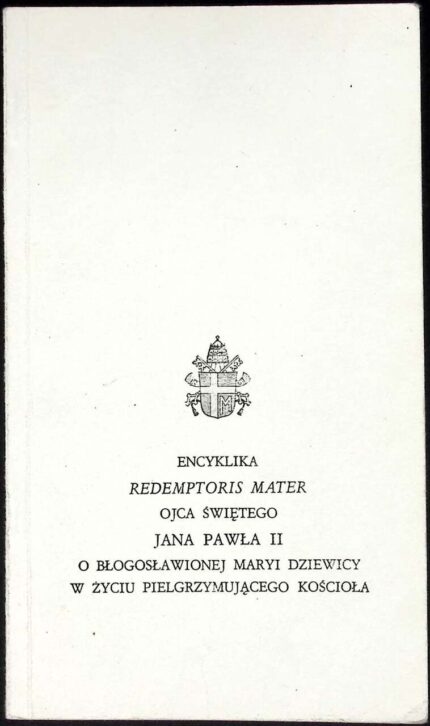 ENCYKLIKA
REDEMPTORIS MATER
OJCA ŚWIĘTEGO
JANA PAWŁA II
O BŁOGOSŁAWIONEJ MARYI DZIEWICY
W ŻYCIU PIELGRZYMUJĄCEGO KOŚCIOŁA